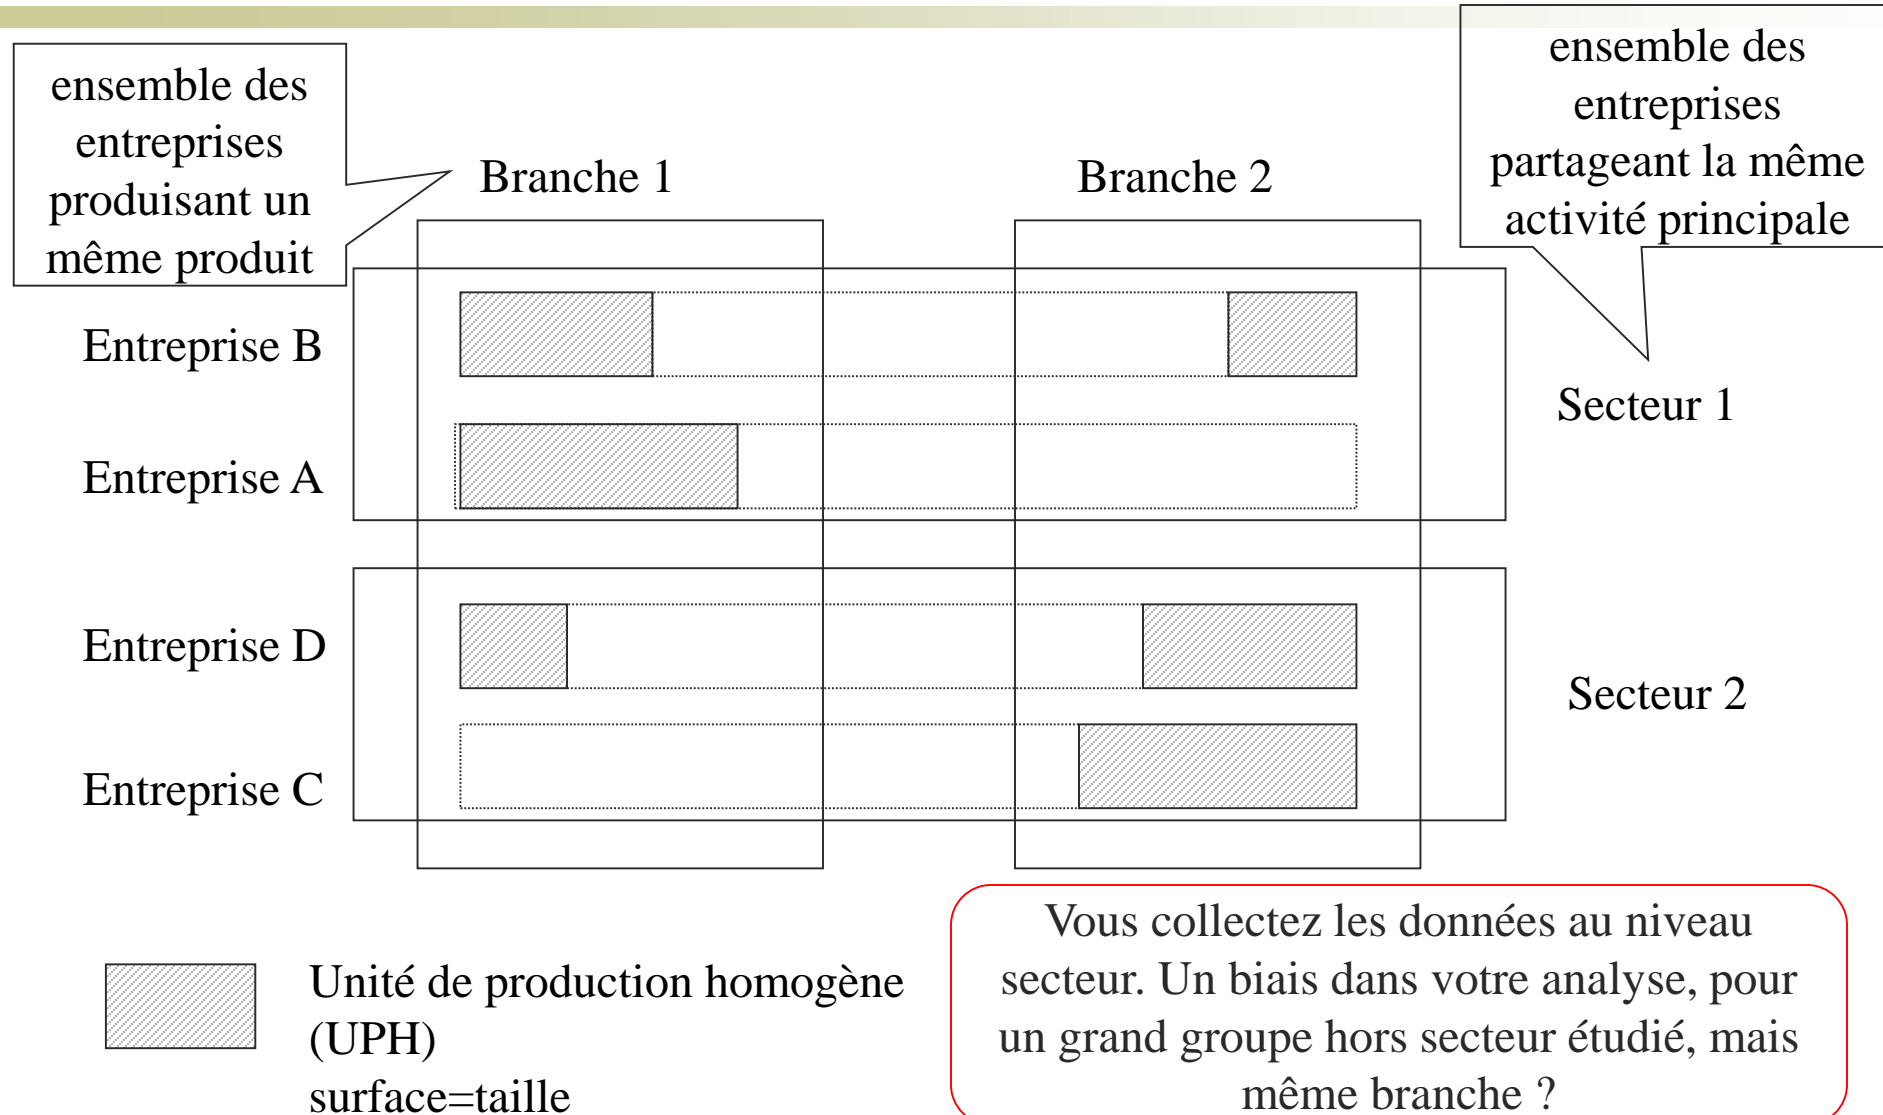 ensemble des
entreprises
produisant un
même produit
ensemble des
entreprises
partageant la même
activité principale
Branche 1
Branche 2
Entreprise B
Entreprise A
Secteur 1
Entreprise D
Entreprise C
Secteur 2
Unité de production homogène
(UPH)
surface=taille
Vous collectez les données au niveau
secteur. Un biais dans votre analyse, pour
un grand groupe hors secteur étudié, mais
même branche ?